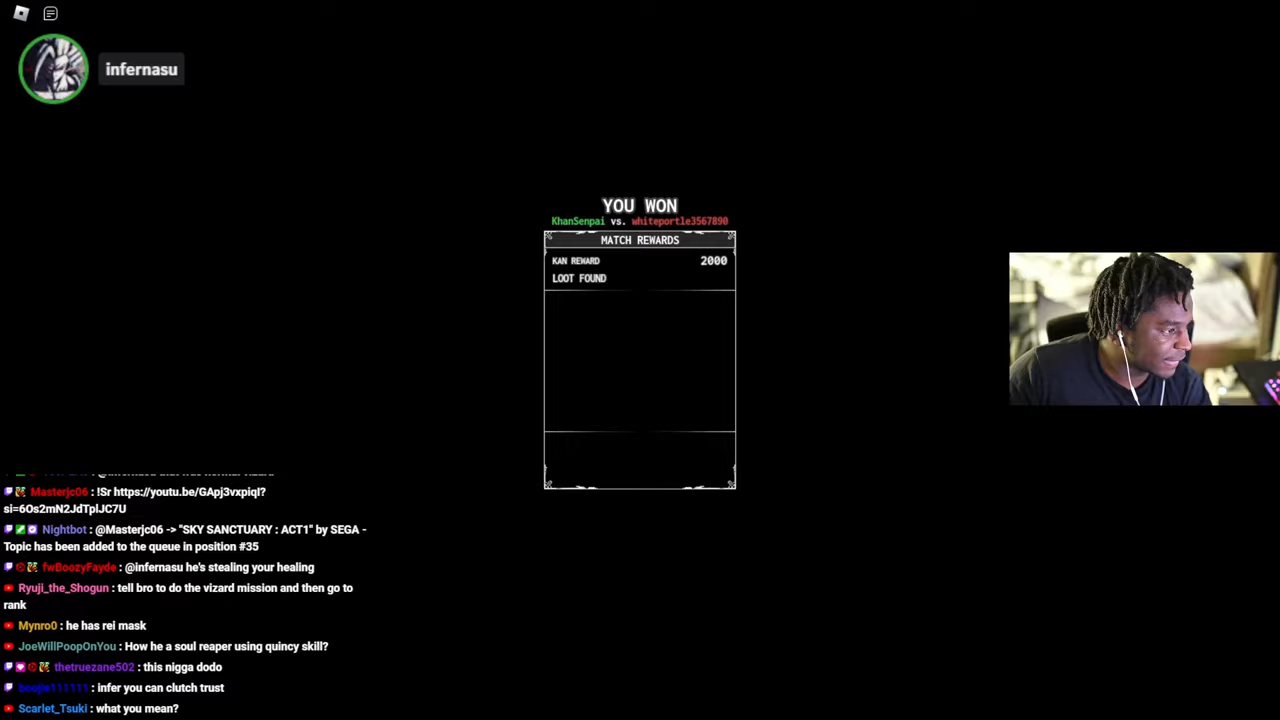 infernasu
YOU WON
KhanSenpai vs. whiteportle3567890
MATCH REWARDS
KAN REWARD 2000
LOOT FOUND
Masterjc06 : !Sr https://youtu.be/GApj3vxpiqI?
si=6Os2mN2JdTplJC7U
Nightbot : @Masterjc06 -> "SKY SANCTUARY : ACT1" by SEGA -
Topic has been added to the queue in position #35
fwBoozyFayde : @infernasu he's stealing your healing
Ryuji_the_Shogun : tell bro to do the vizard mission and then go to
rank
Mynro0 : he has rei mask
JoeWillPoopOnYou : How he a soul reaper using quincy skill?
thetruezane502 : this nigga dodo
boogie111111 : infer you can clutch trust
Scarlet_Tsuki : what you mean?